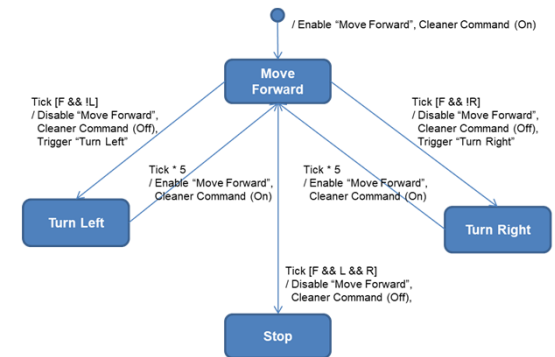 / Enable “Move Forward”, Cleaner Command (On)
Move
Forward
Tick [F && !L]
/ Disable “Move Forward”,
Cleaner Command (Off),
Trigger “Turn Left”
Tick [F && !R]
/ Disable “Move Forward”,
Cleaner Command (Off),
Trigger “Turn Right”
Tick * 5
/ Enable “Move Forward”,
Cleaner Command (On)
Tick * 5
/ Enable “Move Forward”,
Cleaner Command (On)
Turn Left
Turn Right
Tick [F && L && R]
/ Disable “Move Forward”,
Cleaner Command (Off),
Stop